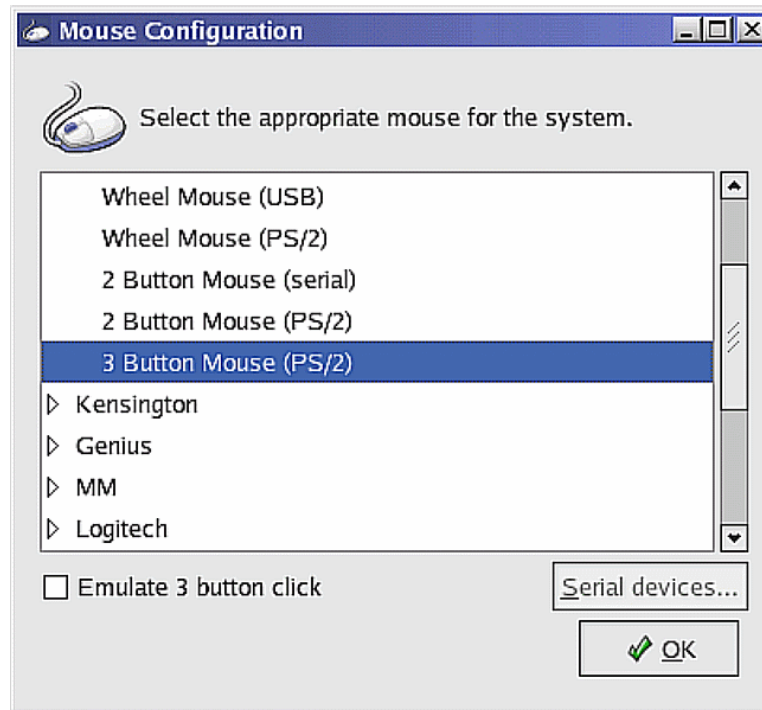 Mouse Configuration
Select the appropriate mouse for the system.
Wheel Mouse (USB)
Wheel Mouse (PS/2)
2 Button Mouse (serial)
2 Button Mouse (PS/2)
3 Button Mouse (PS/2)
Kensington
Genius
MM
Logitech
Emulate 3 button click
Serial devices...
OK